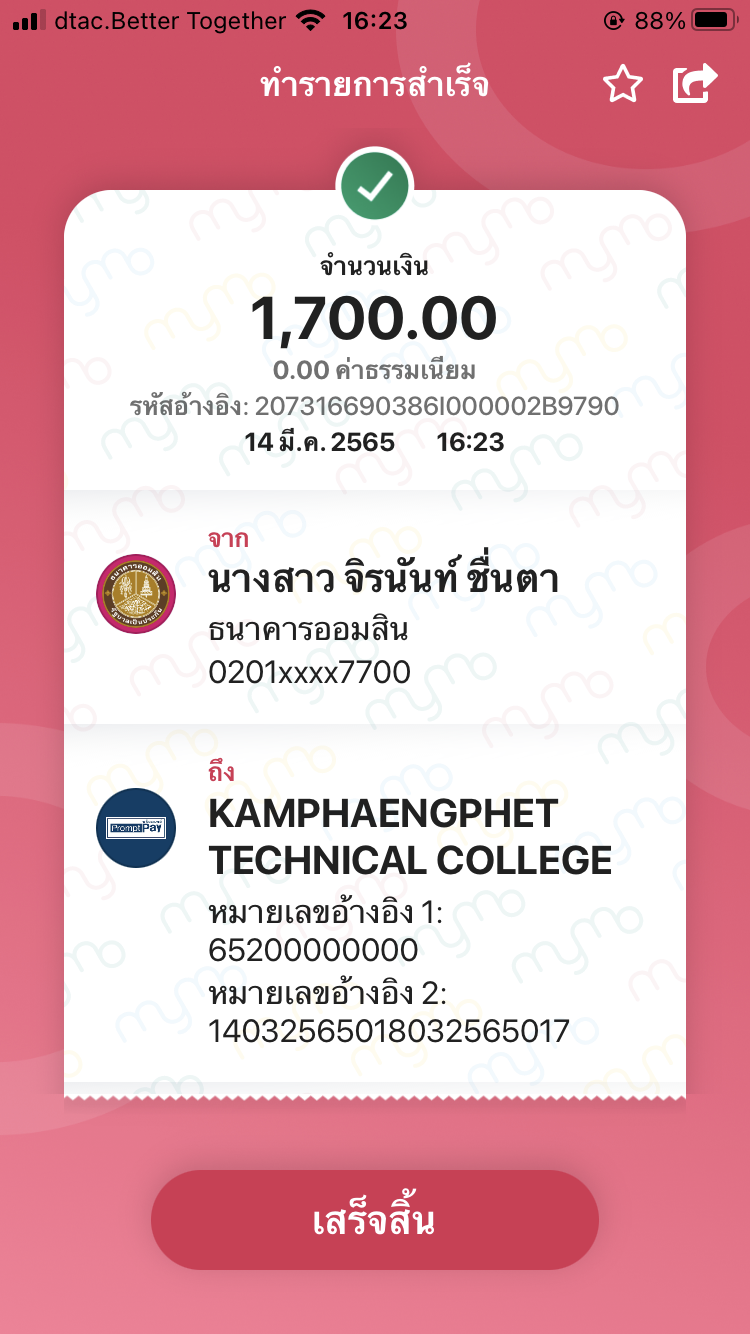 dtac.Better Together 16:23 88%
ทำรายการสำเร็จ
จำนวนเงิน
1,700.00
0.00 ค่าธรรมเนียม
รหัสอ้างอิง: 207316690386I000002B9790
14 มี.ค. 2565 16:23
จาก
นางสาว จิรนันท์ ชื่นตา
ธนาคารออมสิน
0201xxxx7700
ถึง
PromptPay
KAMPHAENGPHET
TECHNICAL COLLEGE
หมายเลขอ้างอิง 1:
65200000000
หมายเลขอ้างอิง 2:
14032565018032565017
เสร็จสิ้น